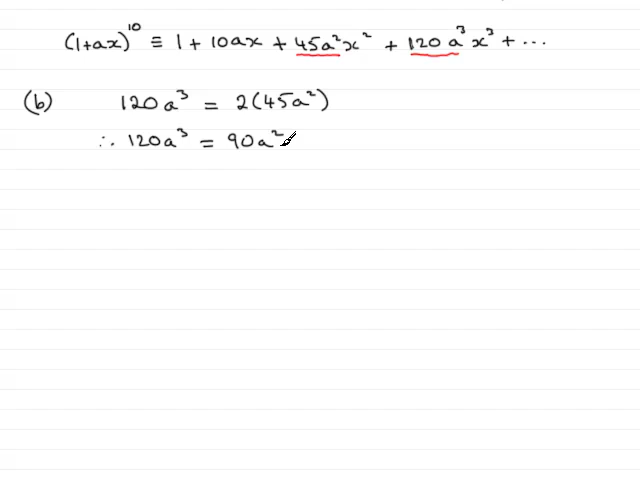 (1+ax)¹⁰ ≡ 1 + 10ax + 45a²x² + 120a³x³ + ...
(b) 120a³ = 2(45a²)
∴ 120a³ = 90a²